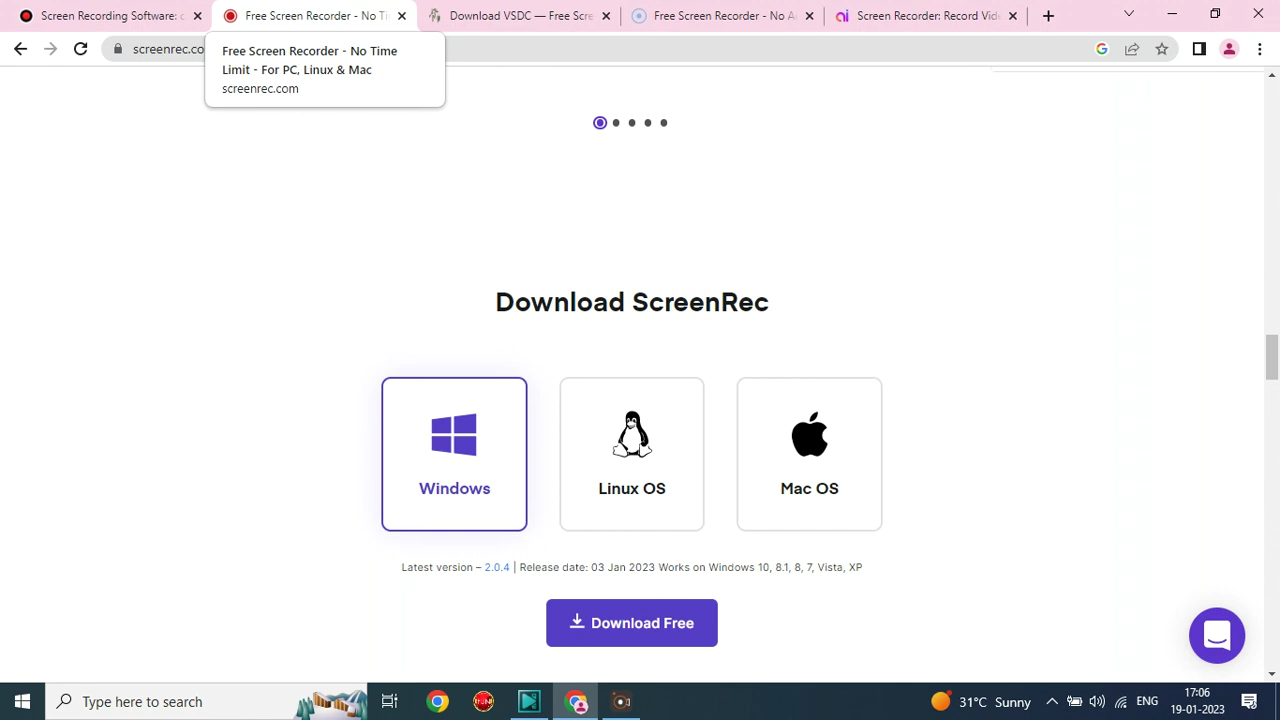 Screen Recording Software:
Free Screen Recorder - No Ti
Download VSDC — Free Scre
Free Screen Recorder - No A
Screen Recorder: Record Vid
screenrec.co
Free Screen Recorder - No Time
Limit - For PC, Linux & Mac
screenrec.com
Download ScreenRec
Windows
Linux OS
Mac OS
Latest version – 2.0.4 | Release date: 03 Jan 2023 Works on Windows 10, 8.1, 8, 7, Vista, XP
Download Free
Type here to search
31°C Sunny
ENG
17:06
19-01-2023